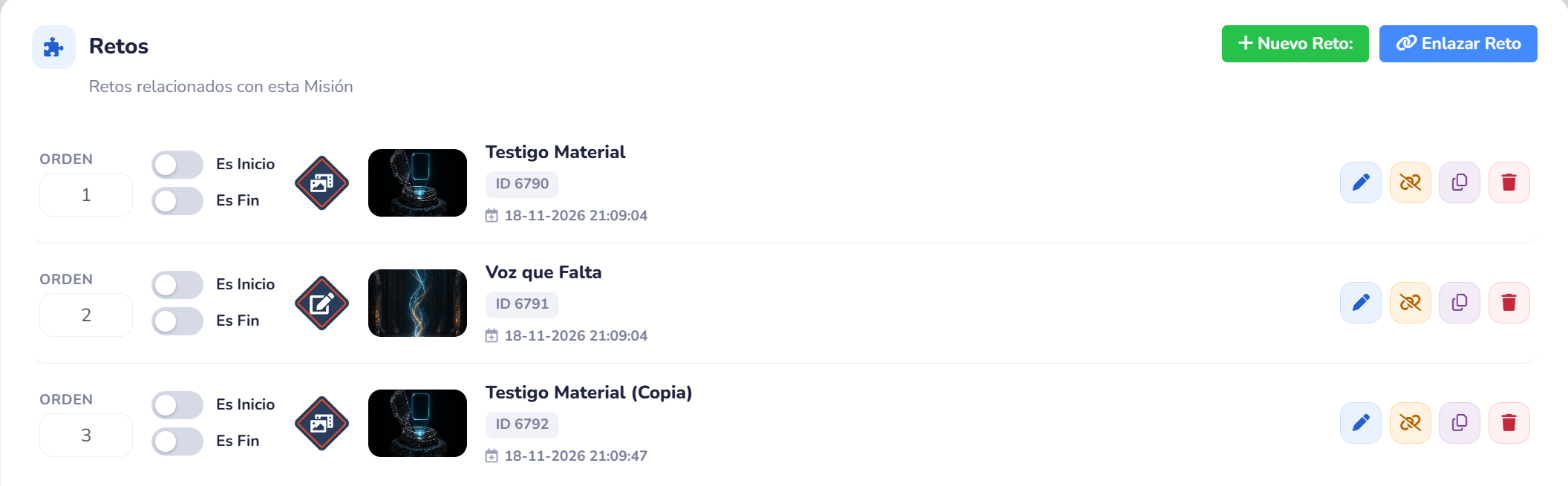 Retos
Nuevo Reto:
Enlazar Reto
Retos relacionados con esta Misión
ORDEN
1
Es Inicio
Es Fin
Testigo Material
ID 6790
18-11-2026 21:09:04
ORDEN
2
Es Inicio
Es Fin
Voz que Falta
ID 6791
18-11-2026 21:09:04
ORDEN
3
Es Inicio
Es Fin
Testigo Material (Copia)
ID 6792
18-11-2026 21:09:47